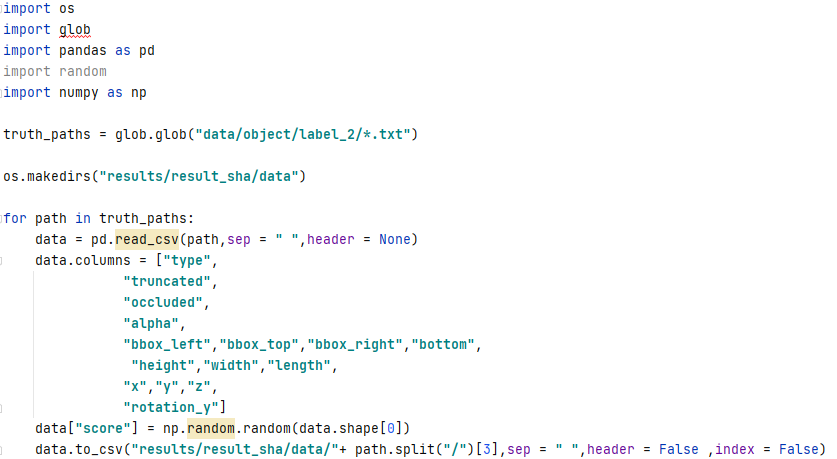 import os
import glob
import pandas as pd
import random
import numpy as np
truth_paths = glob.glob("data/object/label_2/*.txt")
os.makedirs("results/result_sha/data")
for path in truth_paths:
    data = pd.read_csv(path,sep = " ",header = None)
    data.columns = ["type",
               "truncated",
               "occluded",
               "alpha",
               "bbox_left","bbox_top","bbox_right","bottom",
                "height","width","length",
               "x","y","z",
               "rotation_y"]
    data["score"] = np.random.random(data.shape[0])
    data.to_csv("results/result_sha/data/"+ path.split("/")[3],sep = " ",header = False ,index = False)